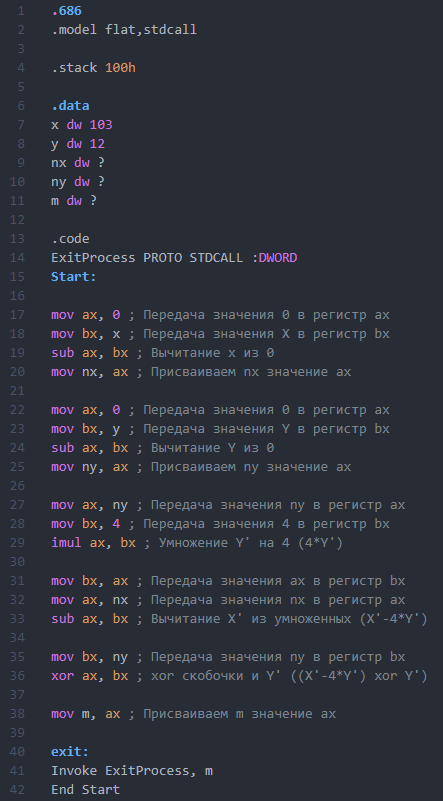 1 .686
2 .model flat,stdcall
3
4 .stack 100h
5
6 .data
7 x dw 103
8 y dw 12
9 nx dw ?
10 ny dw ?
11 m dw ?
12
13 .code
14 ExitProcess PROTO STDCALL :DWORD
15 Start:
16
17 mov ax, 0 ; Передача значения 0 в регистр ax
18 mov bx, x ; Передача значения X в регистр bx
19 sub ax, bx ; Вычитание x из 0
20 mov nx, ax ; Присваиваем nx значение ax
21
22 mov ax, 0 ; Передача значения 0 в регистр ax
23 mov bx, y ; Передача значения Y в регистр bx
24 sub ax, bx ; Вычитание Y из 0
25 mov ny, ax ; Присваиваем ny значение ax
26
27 mov ax, ny ; Передача значения ny в регистр ax
28 mov bx, 4 ; Передача значения 4 в регистр bx
29 imul ax, bx ; Умножение Y' на 4 (4*Y')
30
31 mov bx, ax ; Передача значения ax в регистр bx
32 mov ax, nx ; Передача значения nx в регистр ax
33 sub ax, bx ; Вычитание X' из умноженных (X'-4*Y')
34
35 mov bx, ny ; Передача значения ny в регистр bx
36 xor ax, bx ; xor скобочки и Y' ((X'-4*Y') xor Y')
37
38 mov m, ax ; Присваиваем m значение ax
39
40 exit:
41 Invoke ExitProcess, m
42 End Start